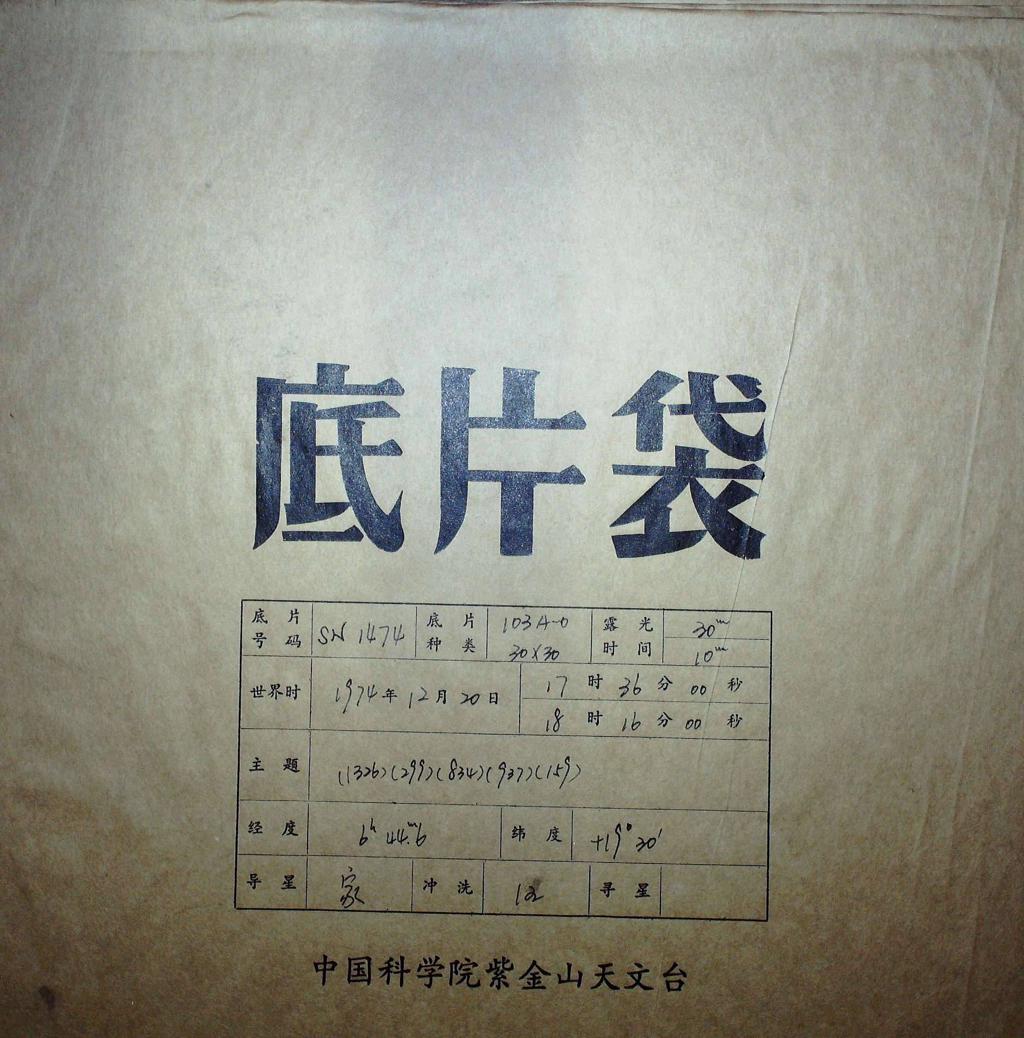 底片袋
底片号码 SN 1474 底片种类 103A-0 30×30 露光时间 30m 10m
世界时 1974年12月20日 17时36分00秒
18时16分00秒
主题 (1326)(299)(834)(937)(159)
经度 6h 44m.6 纬度 +19° 30'
导星 家 冲洗 寻星
中国科学院紫金山天文台